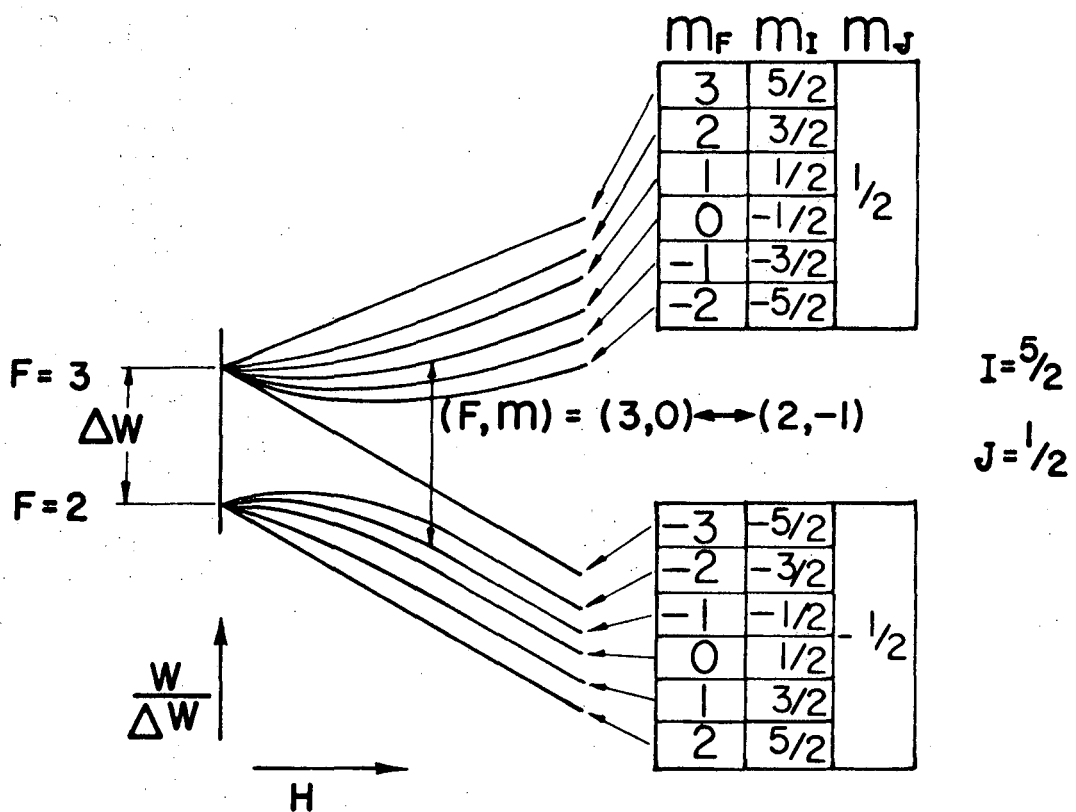 mF mI mJ
3 5/2
2 3/2
1 1/2
0 -1/2
-1 -3/2
-2 -5/2
1/2
F = 3
ΔW
F = 2
(F, m) = (3,0)↔(2,-1)
I = 5/2
J = 1/2
-3 -5/2
-2 -3/2
-1 -1/2
0 1/2
1 3/2
2 5/2
- 1/2
W
ΔW
H